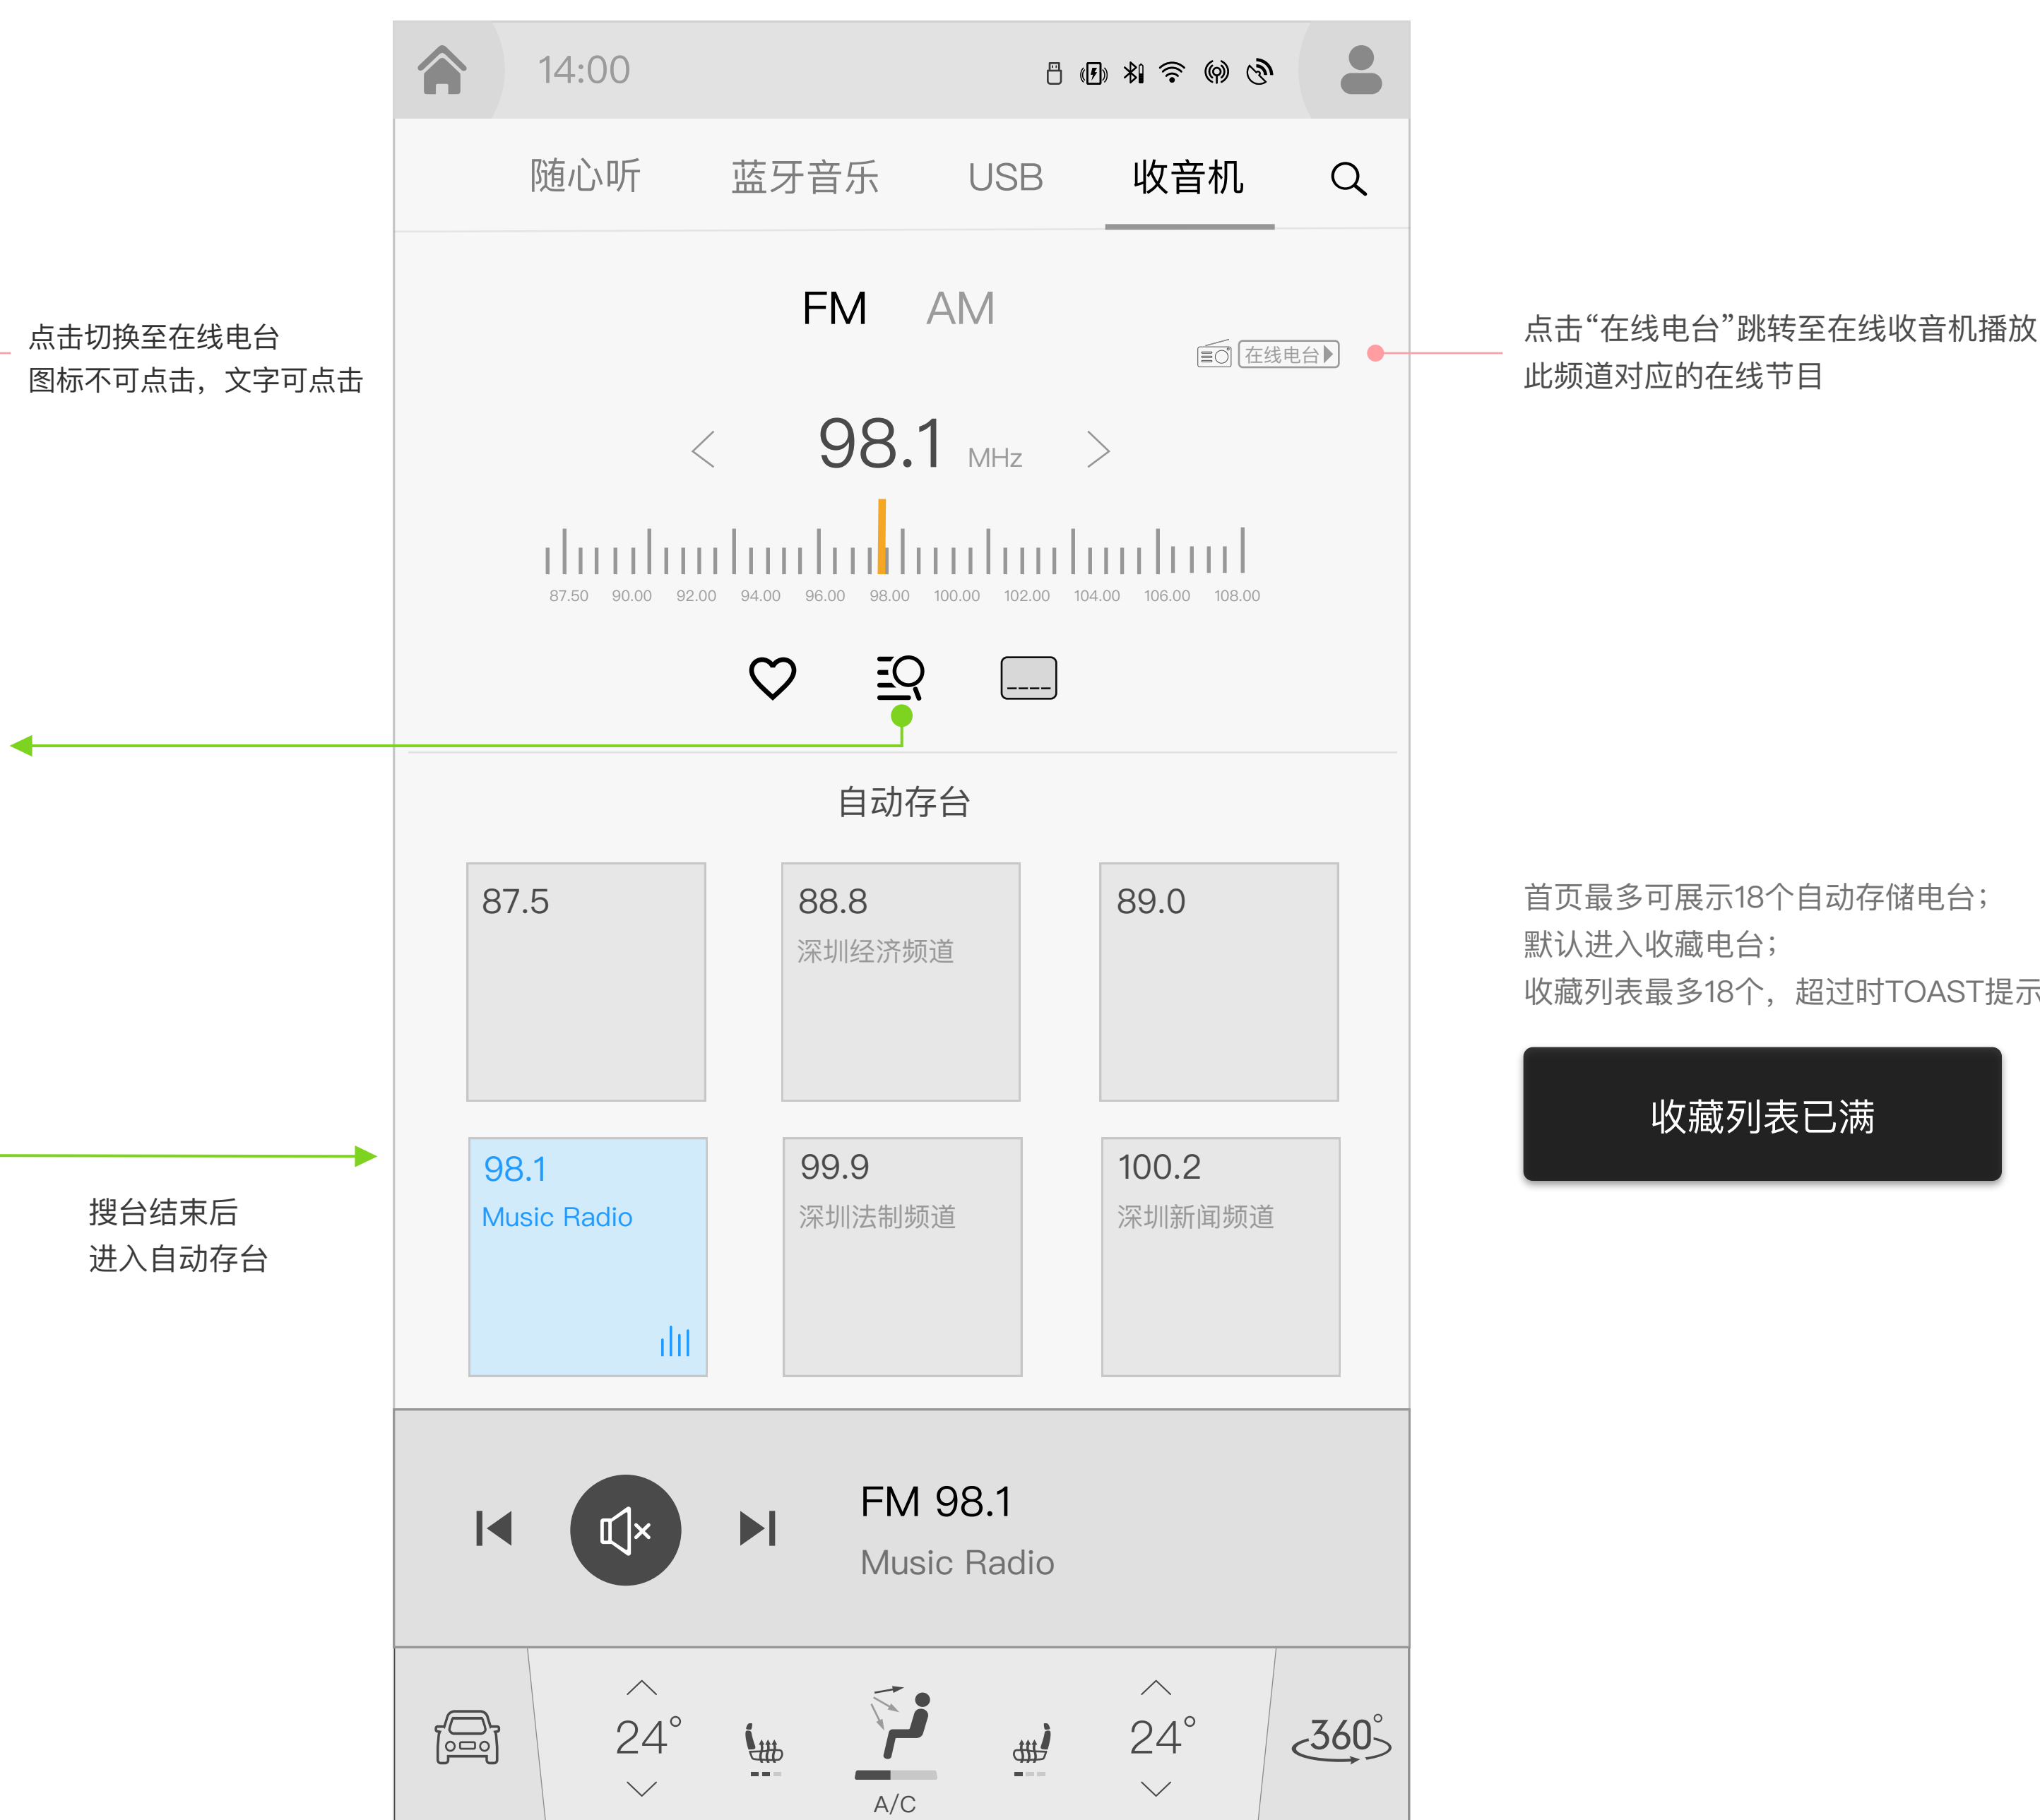 14:00
随心听 蓝牙音乐 USB 收音机
FM AM
在线电台
点击切换至在线电台
图标不可点击，文字可点击
点击“在线电台”跳转至在线收音机播放
此频道对应的在线节目
98.1 MHz
87.50 90.00 92.00 94.00 96.00 98.00 100.00 102.00 104.00 106.00 108.00
自动存台
87.5
88.8
深圳经济频道
89.0
首页最多可展示18个自动存储电台；
默认进入收藏电台；
收藏列表最多18个，超过时TOAST提示
收藏列表已满
98.1
Music Radio
99.9
深圳法制频道
100.2
深圳新闻频道
搜台结束后
进入自动存台
FM 98.1
Music Radio
24° 24° 360°
A/C